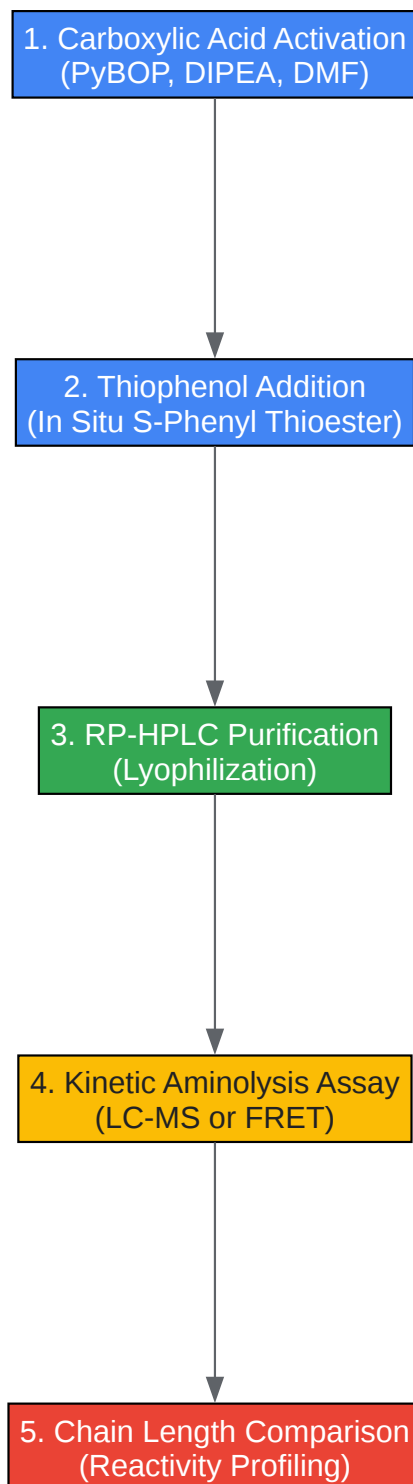 1. Carboxylic Acid Activation
(PyBOP, DIPEA, DMF)
2. Thiophenol Addition
(In Situ S-Phenyl Thioester)
3. RP-HPLC Purification
(Lyophilization)
4. Kinetic Aminolysis Assay
(LC-MS or FRET)
5. Chain Length Comparison
(Reactivity Profiling)